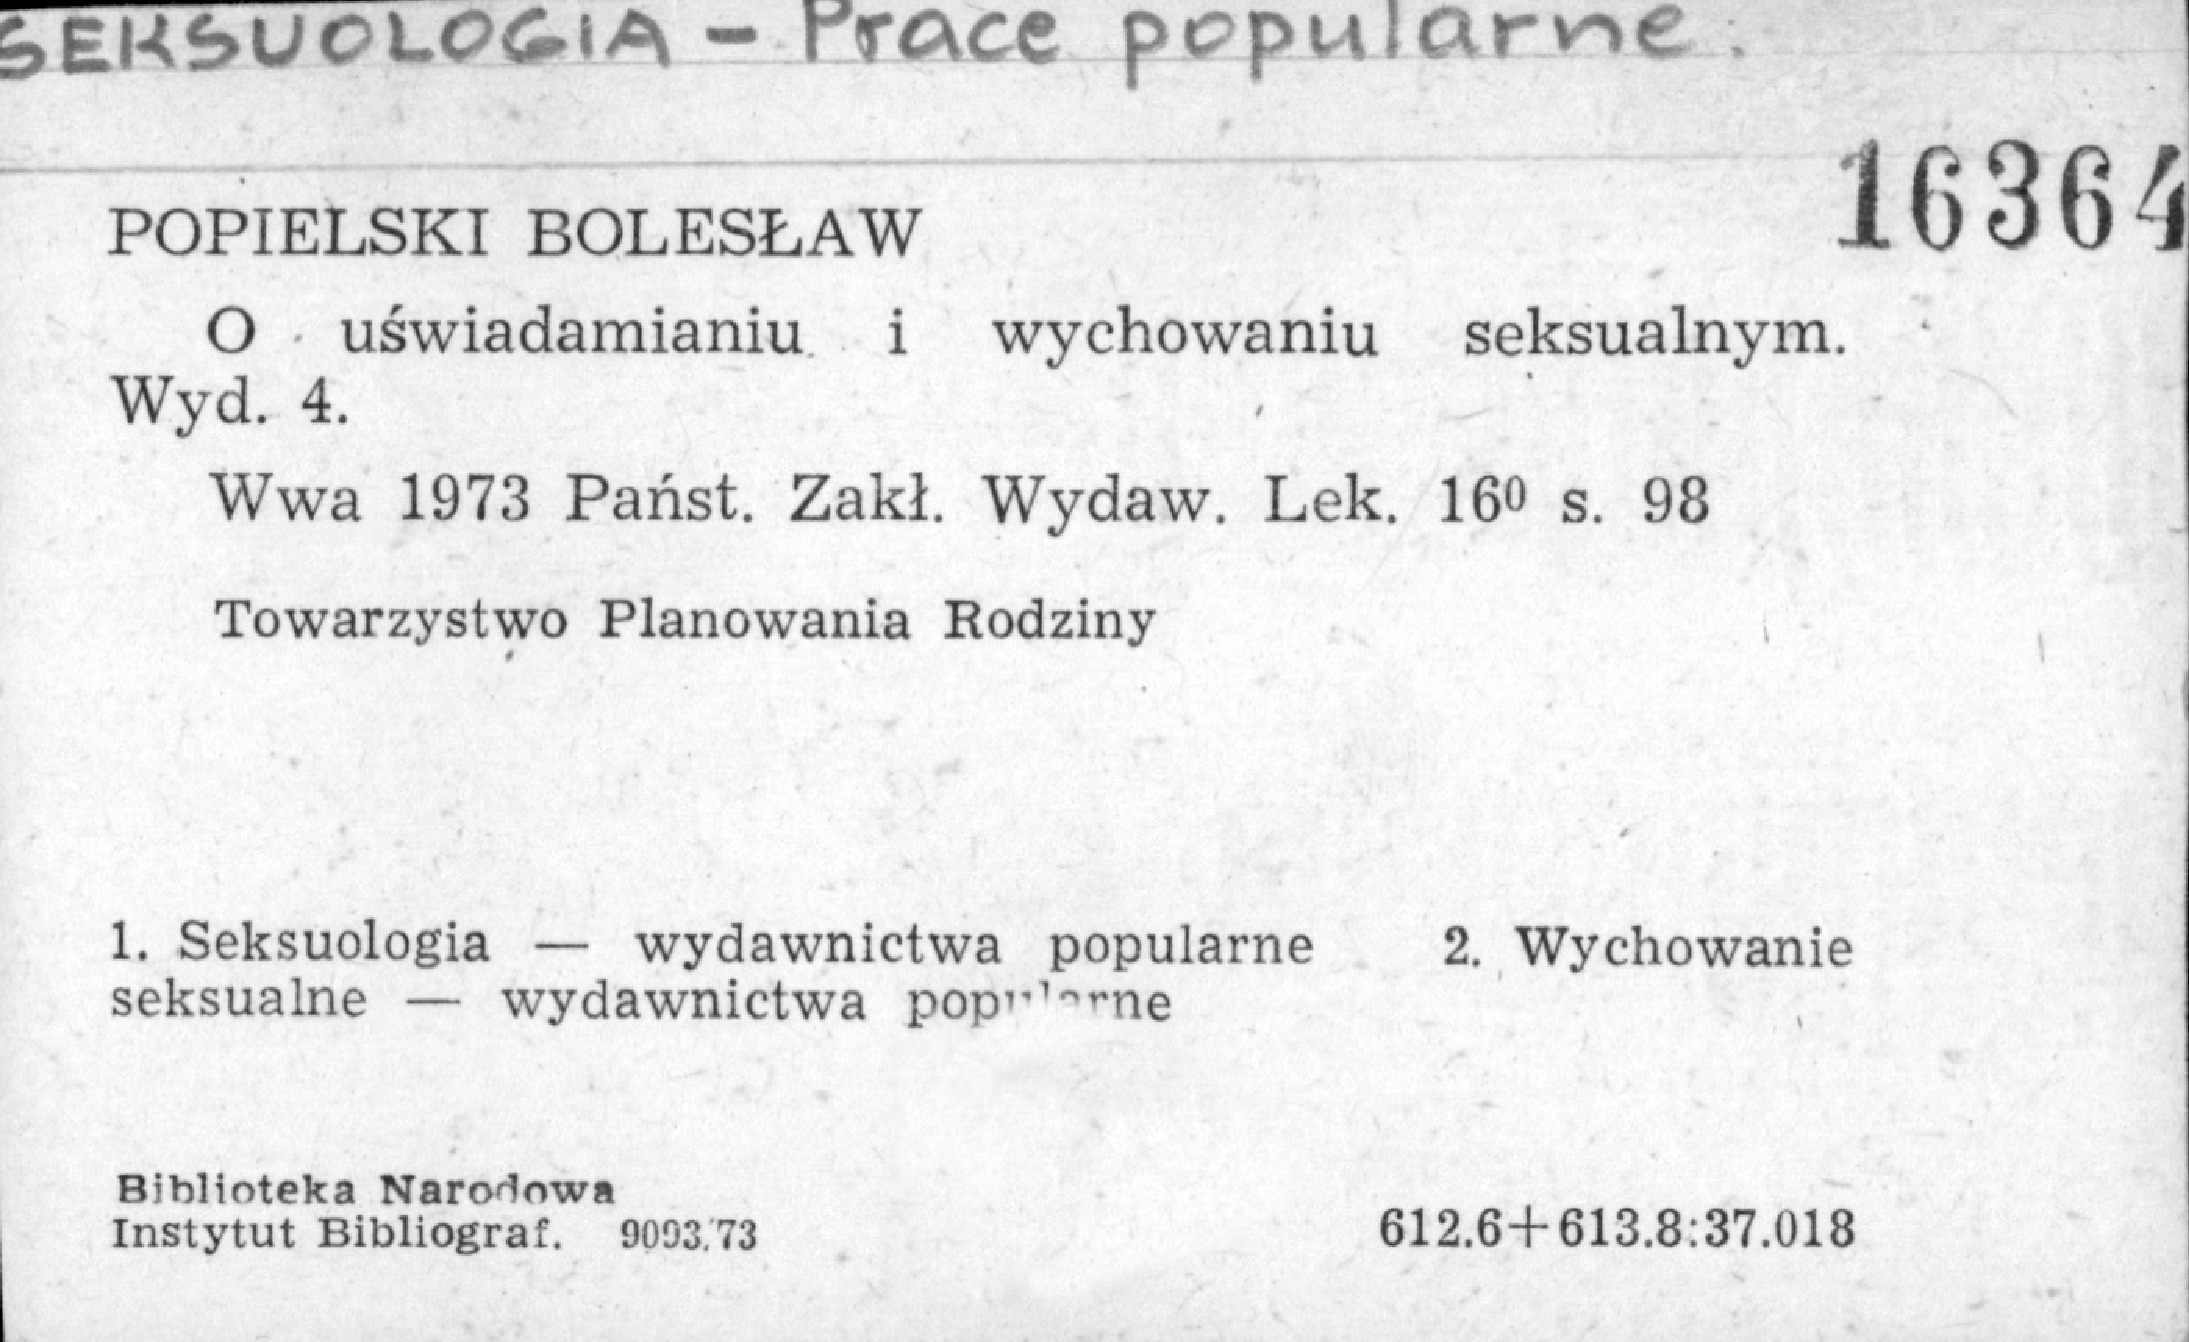 SEKSUOLOGIA - Prace popularne.
16364
POPIELSKI BOLESŁAW
O uświadamianiu i wychowaniu seksualnym.
Wyd. 4.
Wwa 1973 Państ. Zakł. Wydaw. Lek. 16⁰ s. 98
Towarzystwo Planowania Rodziny
1. Seksuologia — wydawnictwa popularne 2. Wychowanie
seksualne — wydawnictwa popularne
Biblioteka Narodowa
Instytut Bibliograf. 9093/73
612.6+613.8:37.018